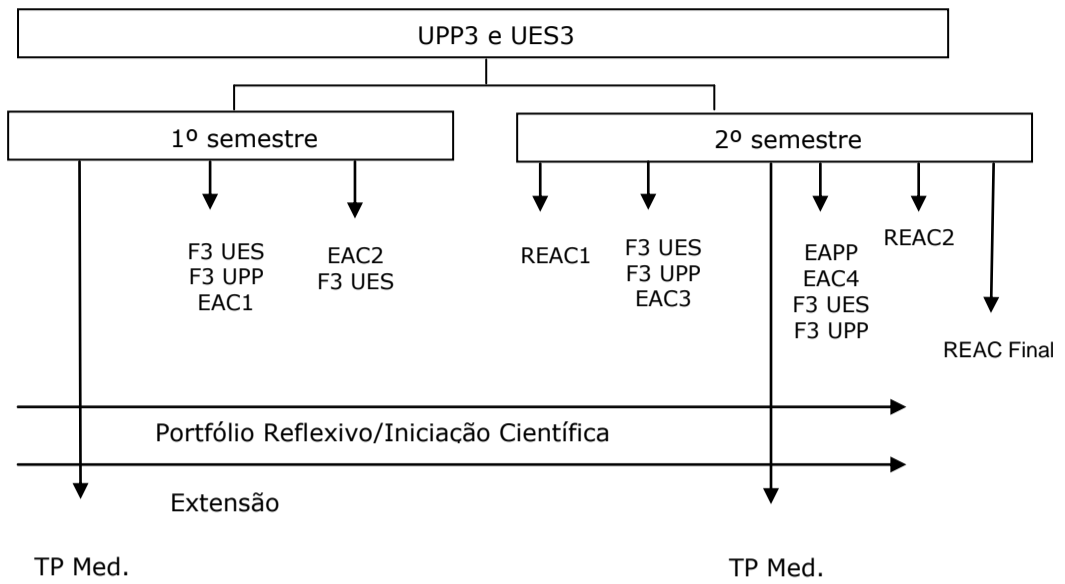 UPP3 e UES3
1º semestre
2º semestre
F3 UES
F3 UPP
EAC1
EAC2
F3 UES
REAC1
F3 UES
F3 UPP
EAC3
EAPP
EAC4
F3 UES
F3 UPP
REAC2
REAC Final
Portfólio Reflexivo/Iniciação Científica
Extensão
TP Med.
TP Med.